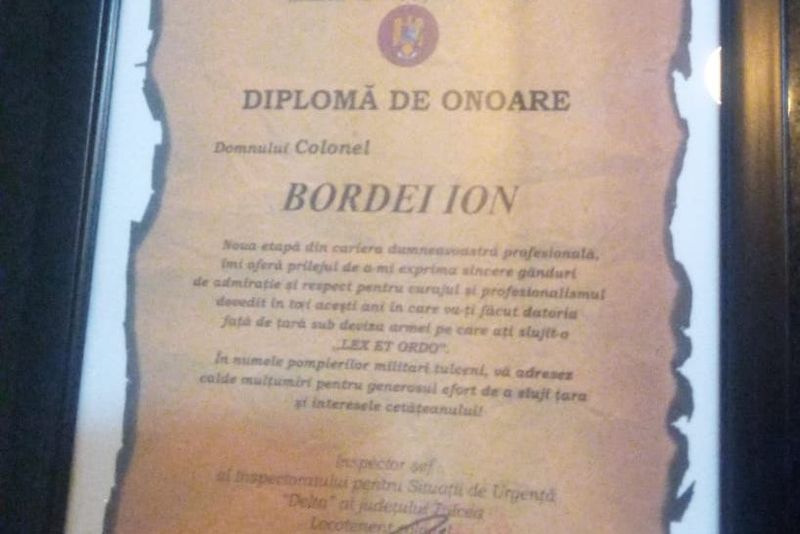 DIPLOMĂ DE ONOARE
Domnului Colonel
BORDEI ION
Noua etapă din cariera dumneavoastră profesională,
îmi oferă prilejul de a-mi exprima sincere gânduri
de admirație și respect pentru curajul și profesionalismul
dovedit în toți acești ani în care v-ați făcut datoria
față de țară sub deviza armei pe care ați slujit-o
„LEX ET ORDO”.
În numele pompierilor militari tulceni, vă adresez
calde mulțumiri pentru generosul efort de a sluji țara
și interesele cetățeanului!
Inspector șef
al Inspectoratului pentru Situații de Urgență
"Delta" al județului Tulcea
Locotenent